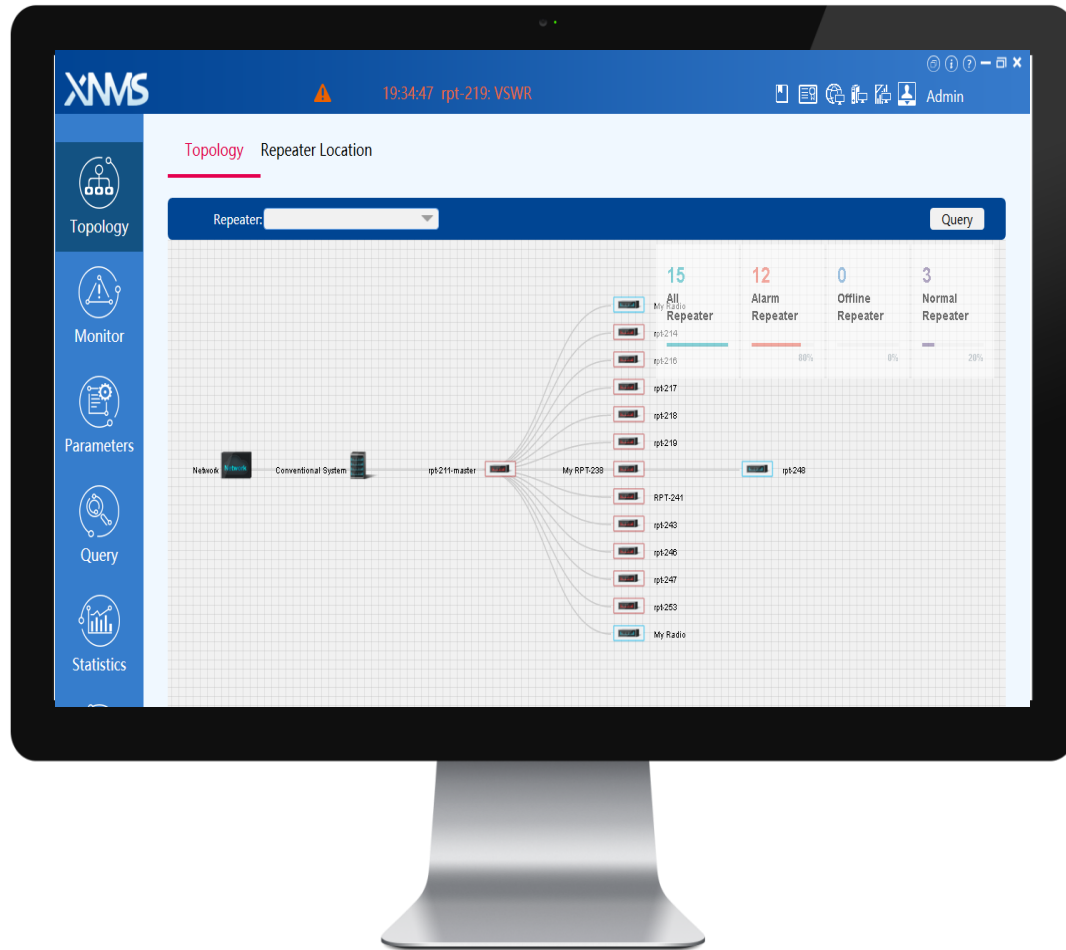 XNMS
19:34:47 rpt-219: VSWR
Admin
Topology
Monitor
Parameters
Query
Statistics
Topology Repeater Location
Repeater:
Query
15 12 0 3
All Alarm Offline Normal
Repeater Repeater Repeater Repeater
88% 0% 20%
My Radio
rpt-214
rpt-216
rpt-217
rpt-218
rpt-219
Network Network Conventional System rpt-211-master My RPT-238 rpt-248
RPT-241
rpt-243
rpt-246
rpt-247
rpt-253
My Radio